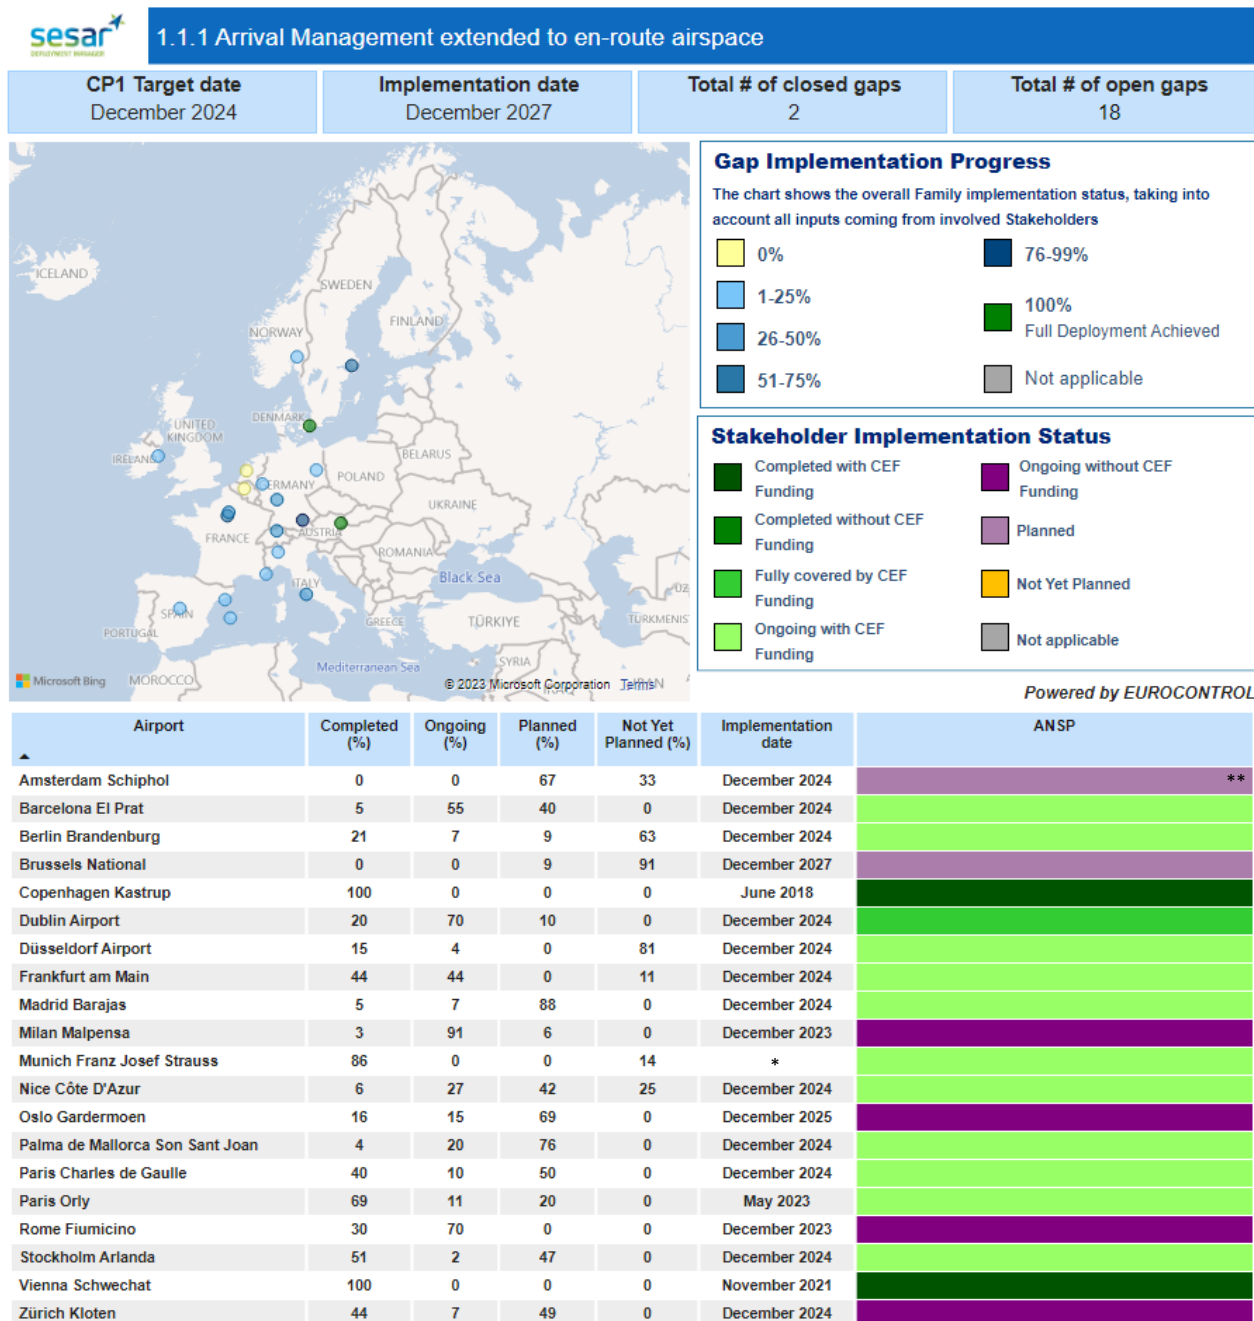 sesar
DEPLOYMENT MANAGER
1.1.1 Arrival Management extended to en-route airspace
CP1 Target date
December 2024
Implementation date
December 2027
Total # of closed gaps
2
Total # of open gaps
18
ICELAND
SWEDEN
FINLAND
NORWAY
DENMARK
UNITED
KINGDOM
IRELAND
BELARUS
POLAND
GERMANY
UKRAINE
FRANCE
AUSTRIA
ROMANIA
ITALY
Black Sea
UZ
SPAIN
PORTUGAL
GREECE
TÜRKIYE
TURKMENIS
SYRIA
Mediterranean Sea
MOROCCO
Microsoft Bing
© 2023 Microsoft Corporation Terms
Gap Implementation Progress
The chart shows the overall Family implementation status, taking into
account all inputs coming from involved Stakeholders
0%
1-25%
26-50%
51-75%
76-99%
100%
Full Deployment Achieved
Not applicable
Stakeholder Implementation Status
Completed with CEF
Funding
Completed without CEF
Funding
Fully covered by CEF
Funding
Ongoing with CEF
Funding
Ongoing without CEF
Funding
Planned
Not Yet Planned
Not applicable
Powered by EUROCONTROL
Airport Completed (%) Ongoing (%) Planned (%) Not Yet Planned (%) Implementation date ANSP
Amsterdam Schiphol 0 0 67 33 December 2024 **
Barcelona El Prat 5 55 40 0 December 2024
Berlin Brandenburg 21 7 9 63 December 2024
Brussels National 0 0 9 91 December 2027
Copenhagen Kastrup 100 0 0 0 June 2018
Dublin Airport 20 70 10 0 December 2024
Düsseldorf Airport 15 4 0 81 December 2024
Frankfurt am Main 44 44 0 11 December 2024
Madrid Barajas 5 7 88 0 December 2024
Milan Malpensa 3 91 6 0 December 2023
Munich Franz Josef Strauss 86 0 0 14 *
Nice Côte D'Azur 6 27 42 25 December 2024
Oslo Gardermoen 16 15 69 0 December 2025
Palma de Mallorca Son Sant Joan 4 20 76 0 December 2024
Paris Charles de Gaulle 40 10 50 0 December 2024
Paris Orly 69 11 20 0 May 2023
Rome Fiumicino 30 70 0 0 December 2023
Stockholm Arlanda 51 2 47 0 December 2024
Vienna Schwechat 100 0 0 0 November 2021
Zürich Kloten 44 7 49 0 December 2024